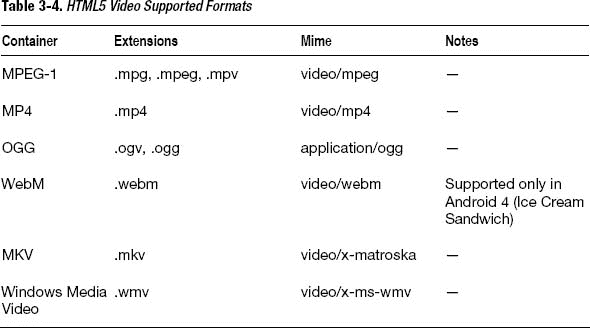 Table 3-4. HTML5 Video Supported Formats
Container Extensions Mime Notes
MPEG-1 .mpg, .mpeg, .mpv video/mpeg —
MP4 .mp4 video/mp4 —
OGG .ogv, .ogg application/ogg —
WebM .webm video/webm Supported only in
Android 4 (Ice Cream
Sandwich)
MKV .mkv video/x-matroska —
Windows Media .wmv video/x-ms-wmv —
Video